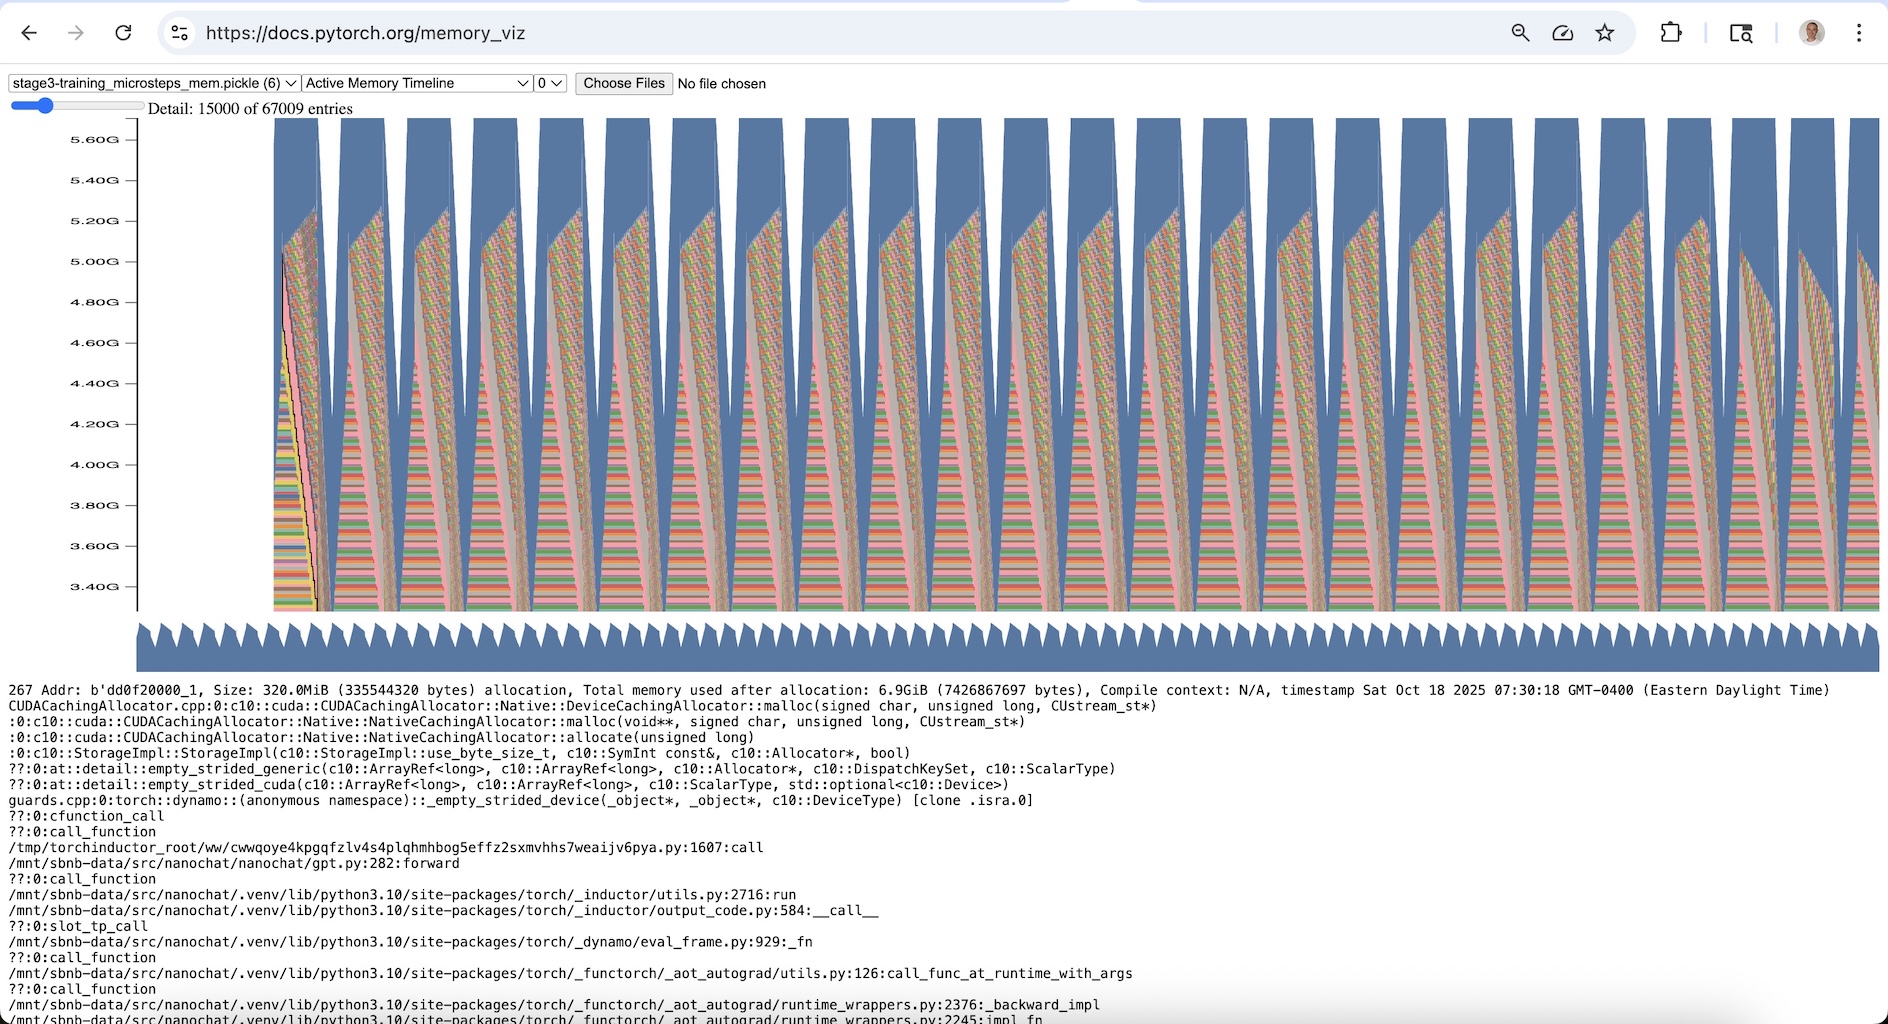 https://docs.pytorch.org/memory_viz
stage3-training_microsteps_mem.pickle (6) Active Memory Timeline 0 Choose Files No file chosen
Detail: 15000 of 67009 entries
5.60G
5.40G
5.20G
5.00G
4.80G
4.60G
4.40G
4.20G
4.00G
3.80G
3.60G
3.40G
267 Addr: b'dd0f20000_1, Size: 320.0MiB (335544320 bytes) allocation, Total memory used after allocation: 6.9GiB (7426867697 bytes), Compile context: N/A, timestamp Sat Oct 18 2025 07:30:18 GMT-0400 (Eastern Daylight Time)
CUDACachingAllocator.cpp:0:c10::cuda::CUDACachingAllocator::Native::DeviceCachingAllocator::malloc(signed char, unsigned long, CUstream_st*)
:0:c10::cuda::CUDACachingAllocator::Native::NativeCachingAllocator::malloc(void**, signed char, unsigned long, CUstream_st*)
:0:c10::cuda::CUDACachingAllocator::Native::NativeCachingAllocator::allocate(unsigned long)
:0:c10::StorageImpl::StorageImpl(c10::StorageImpl::use_byte_size_t, c10::SymInt const&, c10::Allocator*, bool)
??:0:at::detail::empty_strided_generic(c10::ArrayRef<long>, c10::ArrayRef<long>, c10::Allocator*, c10::DispatchKeySet, c10::ScalarType)
??:0:at::detail::empty_strided_cuda(c10::ArrayRef<long>, c10::ArrayRef<long>, c10::ScalarType, std::optional<c10::Device>)
guards.cpp:0:torch::dynamo::(anonymous namespace)::_empty_strided_device(_object*, _object*, c10::DeviceType) [clone .isra.0]
??:0:cfunction_call
??:0:call_function
/tmp/torchinductor_root/ww/cwwqoye4kpgqfzlv4s4plqhmhbog5effz2sxmvhhs7weaijv6pya.py:1607:call
/mnt/sbnb-data/src/nanochat/nanochat/gpt.py:282:forward
??:0:call_function
/mnt/sbnb-data/src/nanochat/.venv/lib/python3.10/site-packages/torch/_inductor/utils.py:2716:run
/mnt/sbnb-data/src/nanochat/.venv/lib/python3.10/site-packages/torch/_inductor/output_code.py:584:__call__
??:0:slot_tp_call
/mnt/sbnb-data/src/nanochat/.venv/lib/python3.10/site-packages/torch/_dynamo/eval_frame.py:929:_fn
??:0:call_function
/mnt/sbnb-data/src/nanochat/.venv/lib/python3.10/site-packages/torch/_functorch/_aot_autograd/utils.py:126:call_func_at_runtime_with_args
??:0:call_function
/mnt/sbnb-data/src/nanochat/.venv/lib/python3.10/site-packages/torch/_functorch/_aot_autograd/runtime_wrappers.py:2376:_backward_impl
/mnt/sbnb-data/src/nanochat/.venv/lib/python3.10/site-packages/torch/_functorch/_aot_autograd/runtime_wrappers.py:2245:impl_fn